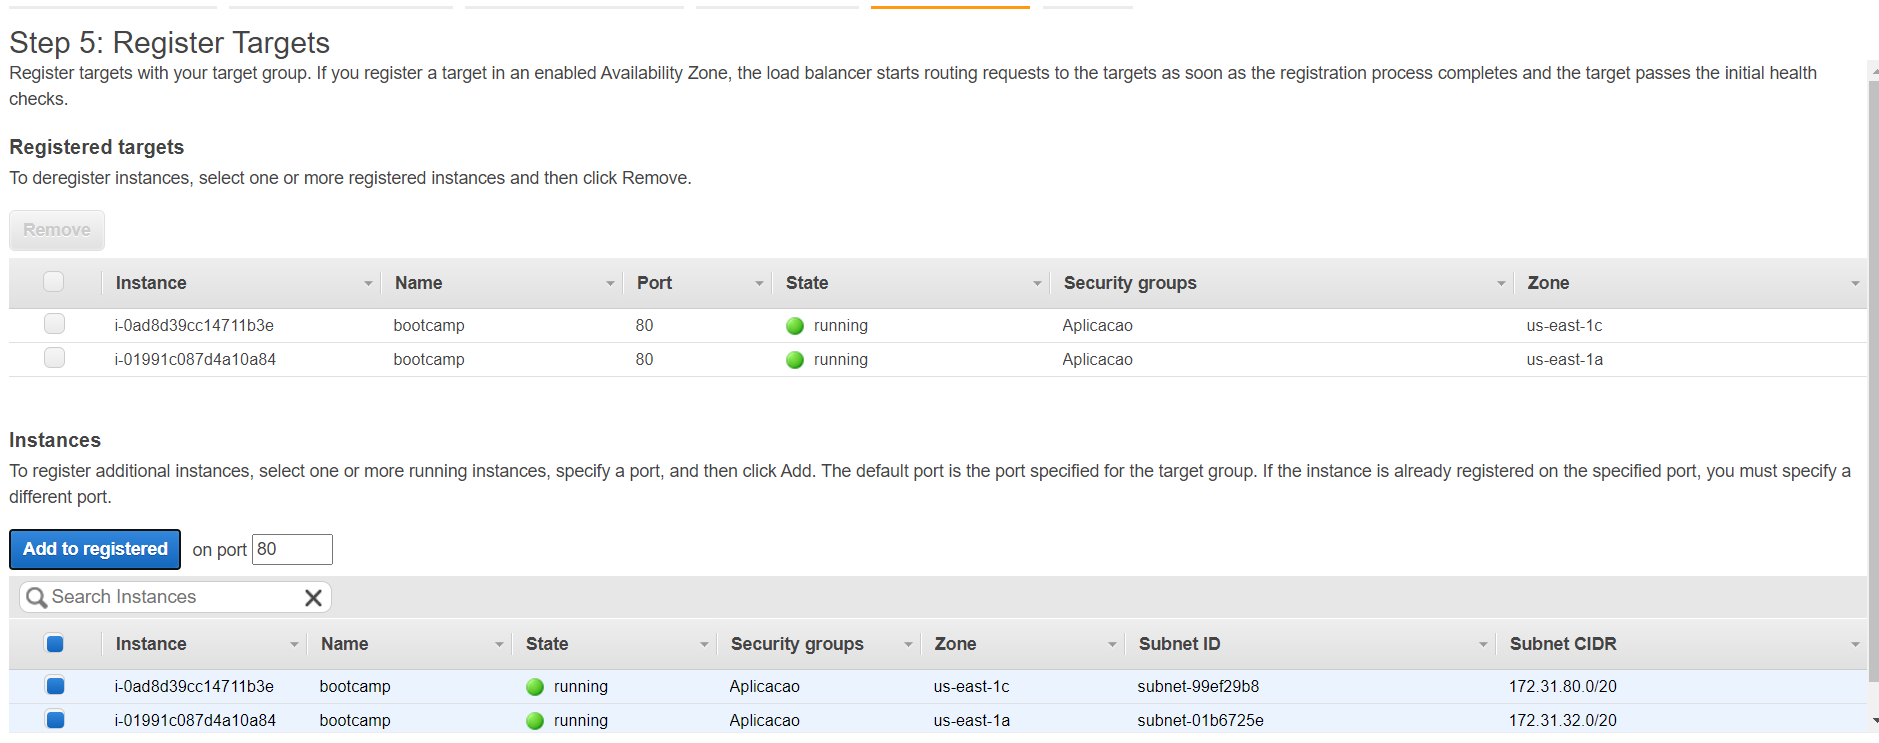 Step 5: Register Targets
Register targets with your target group. If you register a target in an enabled Availability Zone, the load balancer starts routing requests to the targets as soon as the registration process completes and the target passes the initial health
checks.
Registered targets
To deregister instances, select one or more registered instances and then click Remove.
Remove
Instance Name Port State Security groups Zone
i-0ad8d39cc14711b3e bootcamp 80 running Aplicacao us-east-1c
i-01991c087d4a10a84 bootcamp 80 running Aplicacao us-east-1a
Instances
To register additional instances, select one or more running instances, specify a port, and then click Add. The default port is the port specified for the target group. If the instance is already registered on the specified port, you must specify a
different port.
Add to registered on port 80
Search Instances
Instance Name State Security groups Zone Subnet ID Subnet CIDR
i-0ad8d39cc14711b3e bootcamp running Aplicacao us-east-1c subnet-99ef29b8 172.31.80.0/20
i-01991c087d4a10a84 bootcamp running Aplicacao us-east-1a subnet-01b6725e 172.31.32.0/20